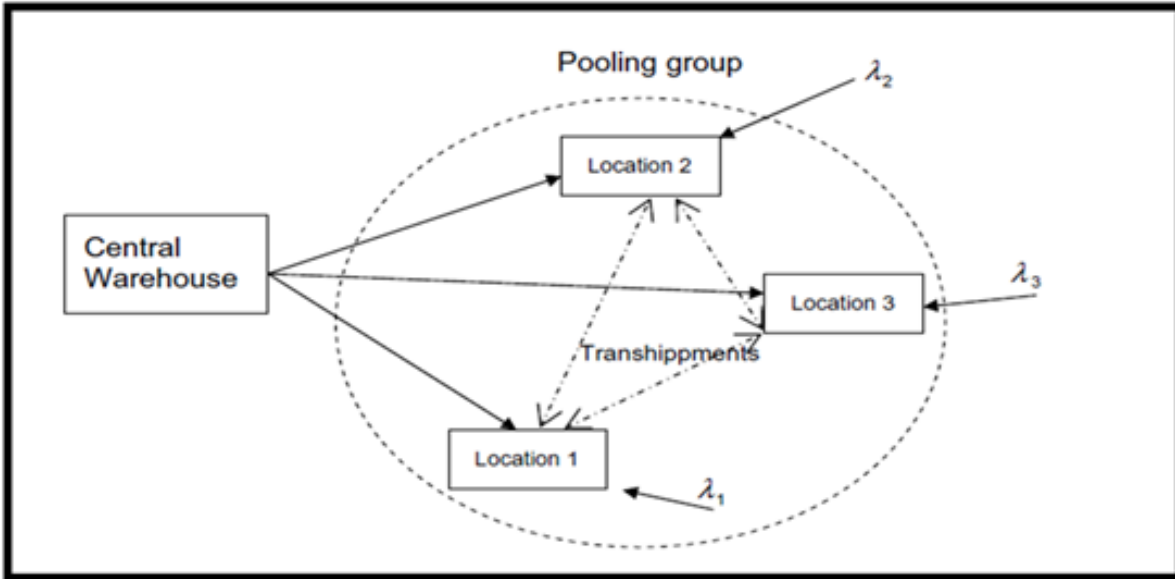 Pooling group
λ2
Location 2
Central
Warehouse
λ3
Location 3
Transhippments
Location 1
λ1